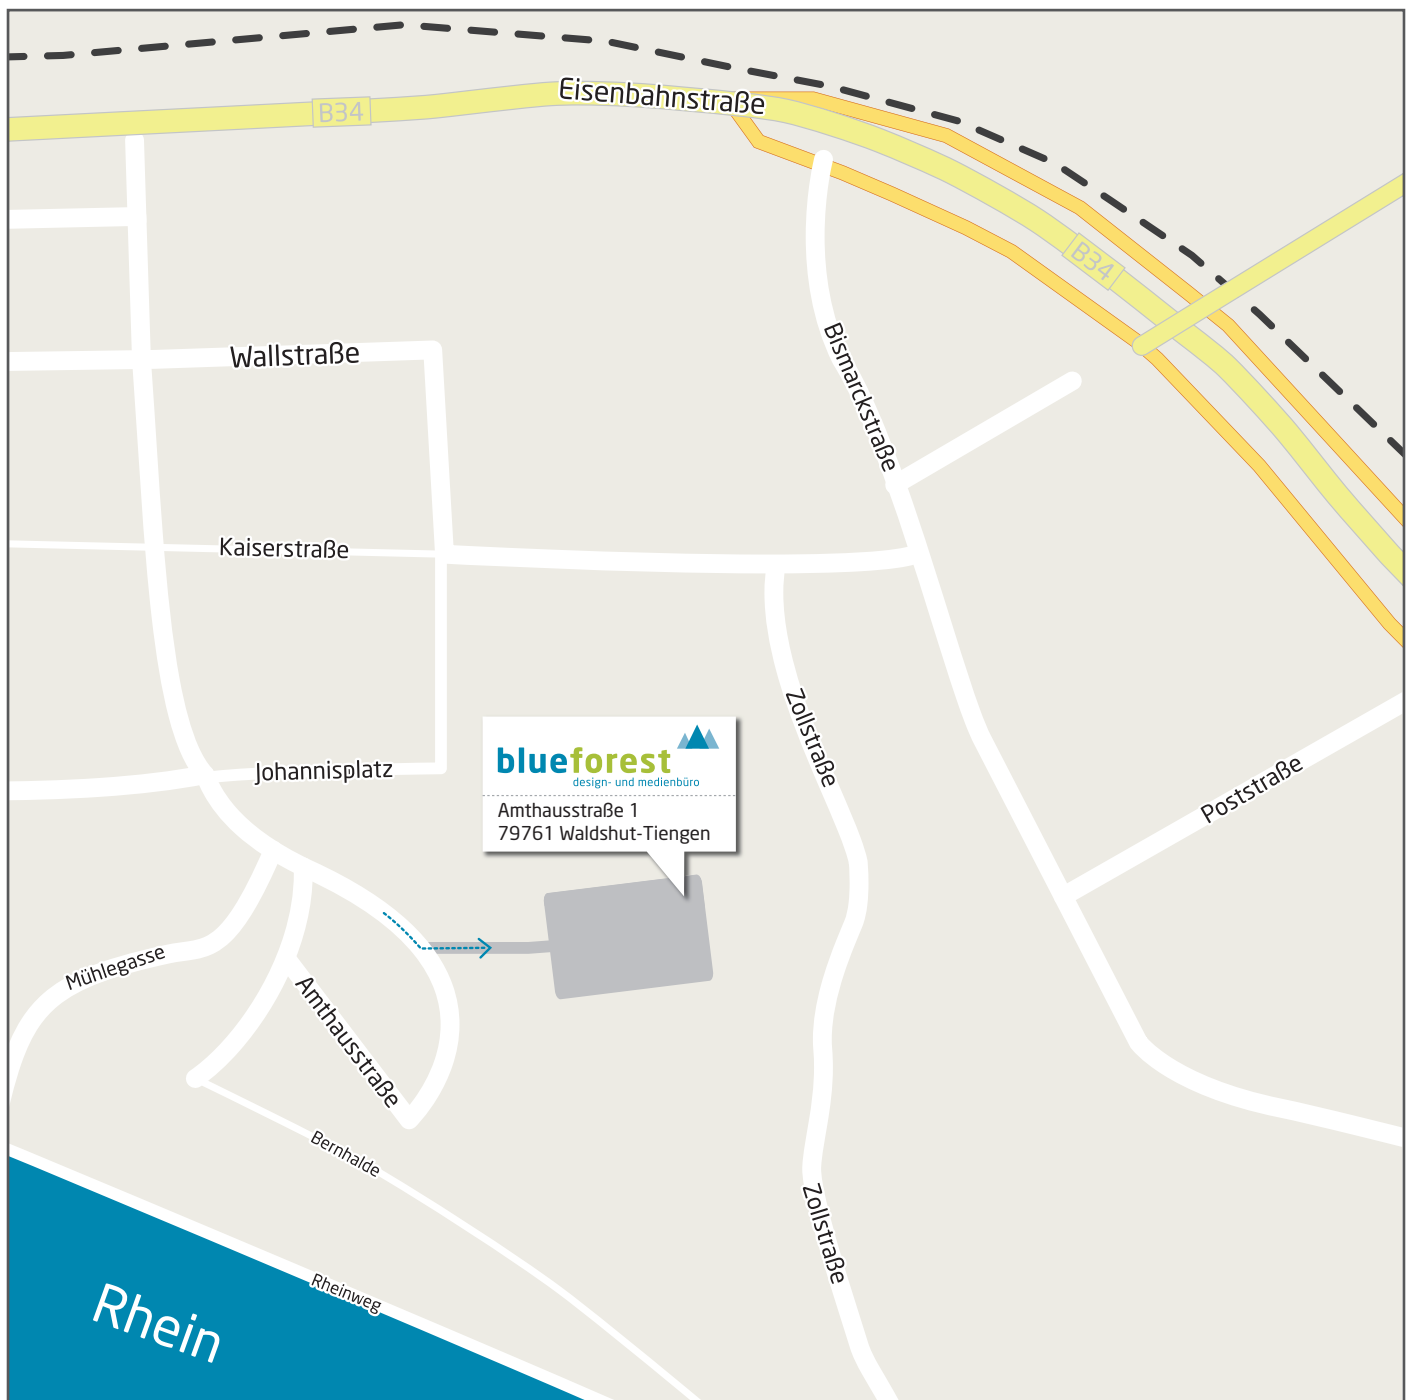 Eisenbahnstraße
B34
B34
Wallstraße
Bismarckstraße
Kaiserstraße
Zollstraße
Johannisplatz
blueforest
design- und medienbüro
Amthausstraße 1
79761 Waldshut-Tiengen
Poststraße
Mühlegasse
Amthausstraße
Bernhalde
Zollstraße
Rheinweg
Rhein